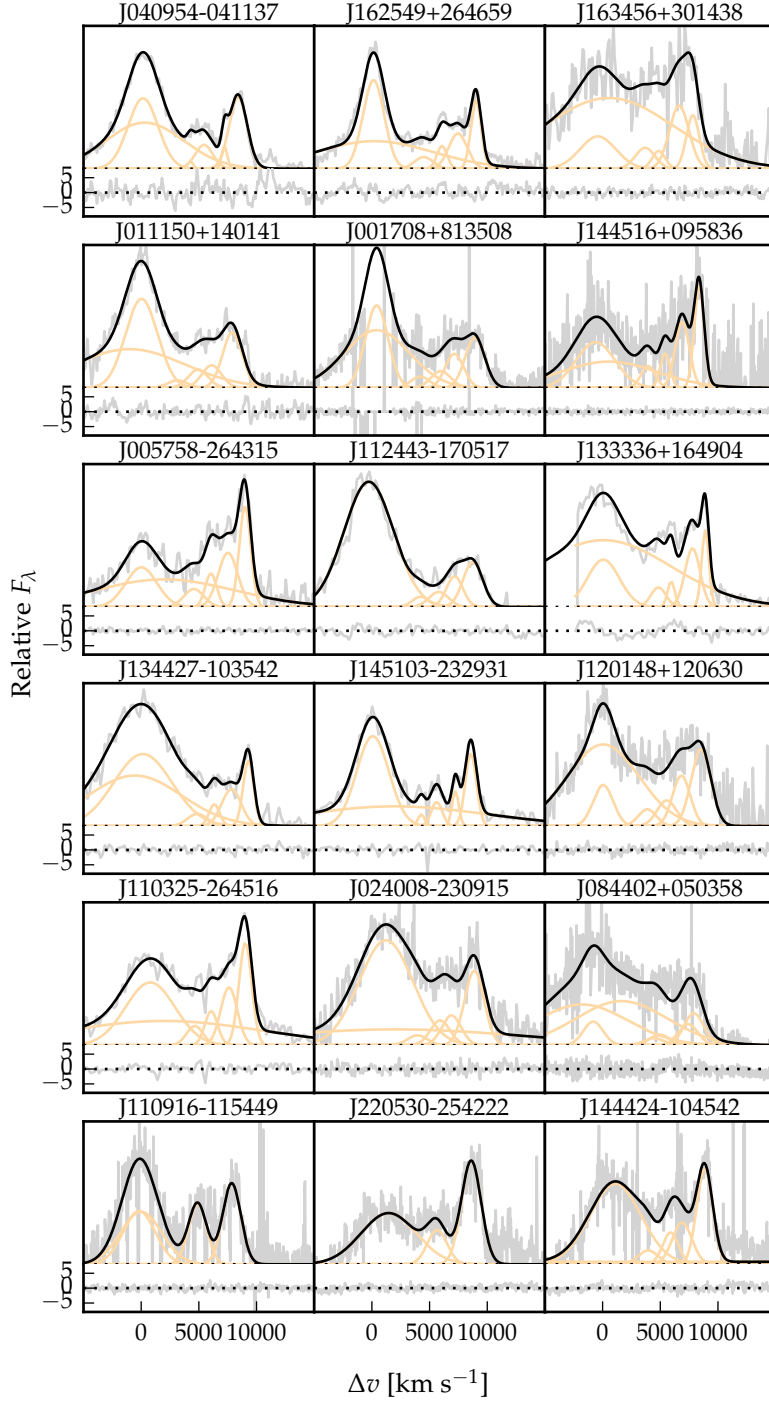 J040954-041137 J162549+264659 J163456+301438
5
0
−5
J011150+140141 J001708+813508 J144516+095836
5
0
−5
J005758-264315 J112443-170517 J133336+164904
5
0
−5
Relative Fλ
J134427-103542 J145103-232931 J120148+120630
5
0
−5
J110325-264516 J024008-230915 J084402+050358
5
0
−5
J110916-115449 J220530-254222 J144424-104542
5
0
−5
0 5000 10000 0 5000 10000 0 5000 10000
Δv [km s⁻¹]